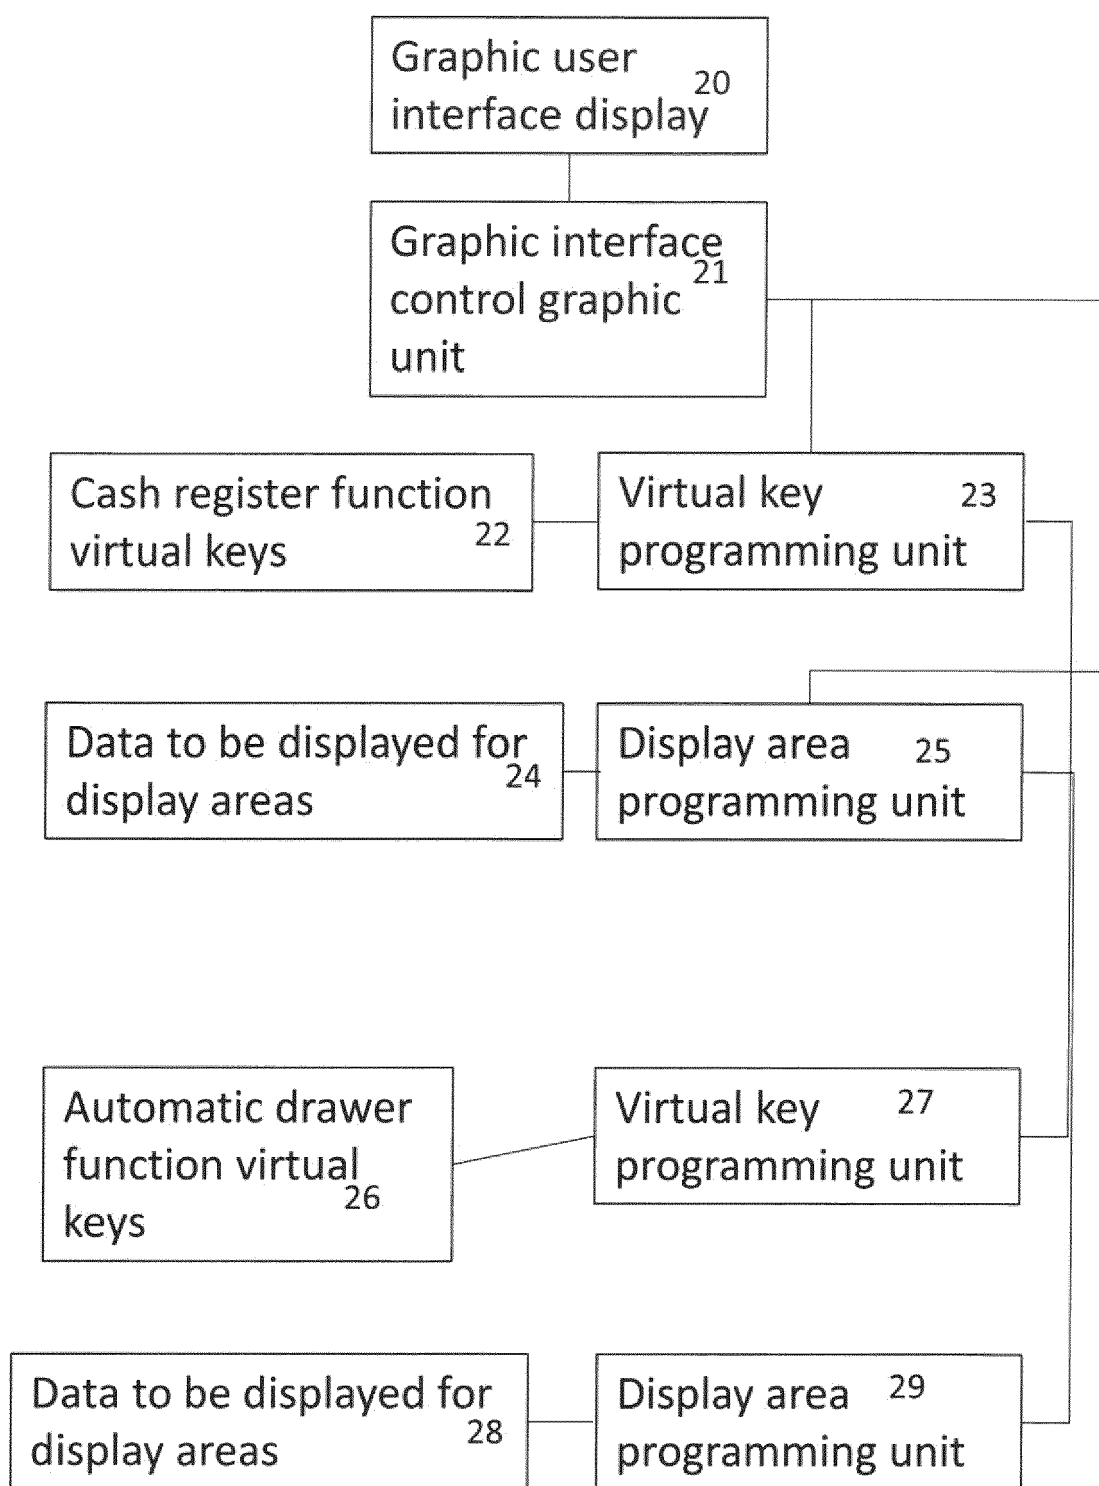 Graphic user
interface display
20
Graphic interface
control graphic
unit
21
Cash register function
virtual keys
22
Virtual key
programming unit
23
Data to be displayed for
display areas
24
Display area
programming unit
25
Automatic drawer
function virtual
keys
26
Virtual key
programming unit
27
Data to be displayed for
display areas
28
Display area
programming unit
29